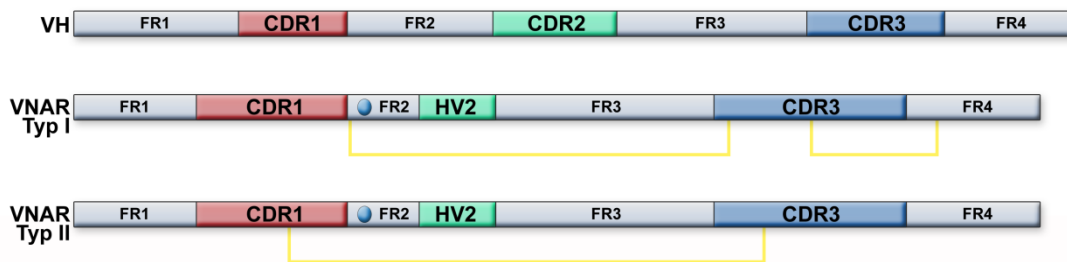 VH FR1 CDR1 FR2 CDR2 FR3 CDR3 FR4
VNAR FR1 CDR1 FR2 HV2 FR3 CDR3 FR4
Typ I
VNAR FR1 CDR1 FR2 HV2 FR3 CDR3 FR4
Typ II